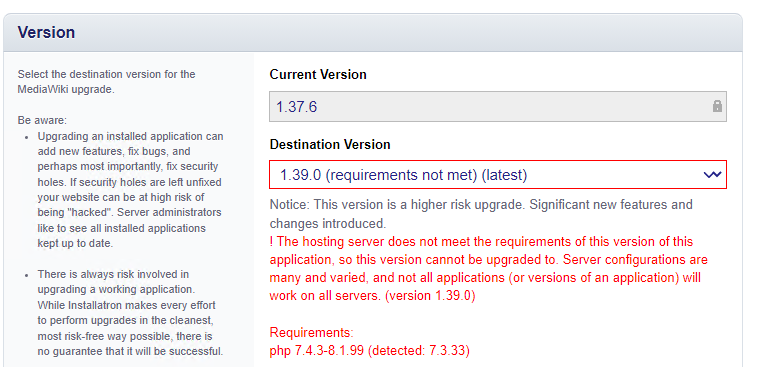 Version
Select the destination version for the
MediaWiki upgrade.
Be aware:
• Upgrading an installed application can
add new features, fix bugs, and
perhaps most importantly, fix security
holes. If security holes are left unfixed
your website can be at high risk of
being "hacked". Server administrators
like to see all installed applications
kept up to date.
• There is always risk involved in
upgrading a working application.
While Installatron makes every effort
to perform upgrades in the cleanest,
most risk-free way possible, there is
no guarantee that it will be successful.
Current Version
1.37.6
Destination Version
1.39.0 (requirements not met) (latest)
Notice: This version is a higher risk upgrade. Significant new features and
changes introduced.
! The hosting server does not meet the requirements of this version of this
application, so this version cannot be upgraded to. Server configurations are
many and varied, and not all applications (or versions of an application) will
work on all servers. (version 1.39.0)
Requirements:
php 7.4.3-8.1.99 (detected: 7.3.33)